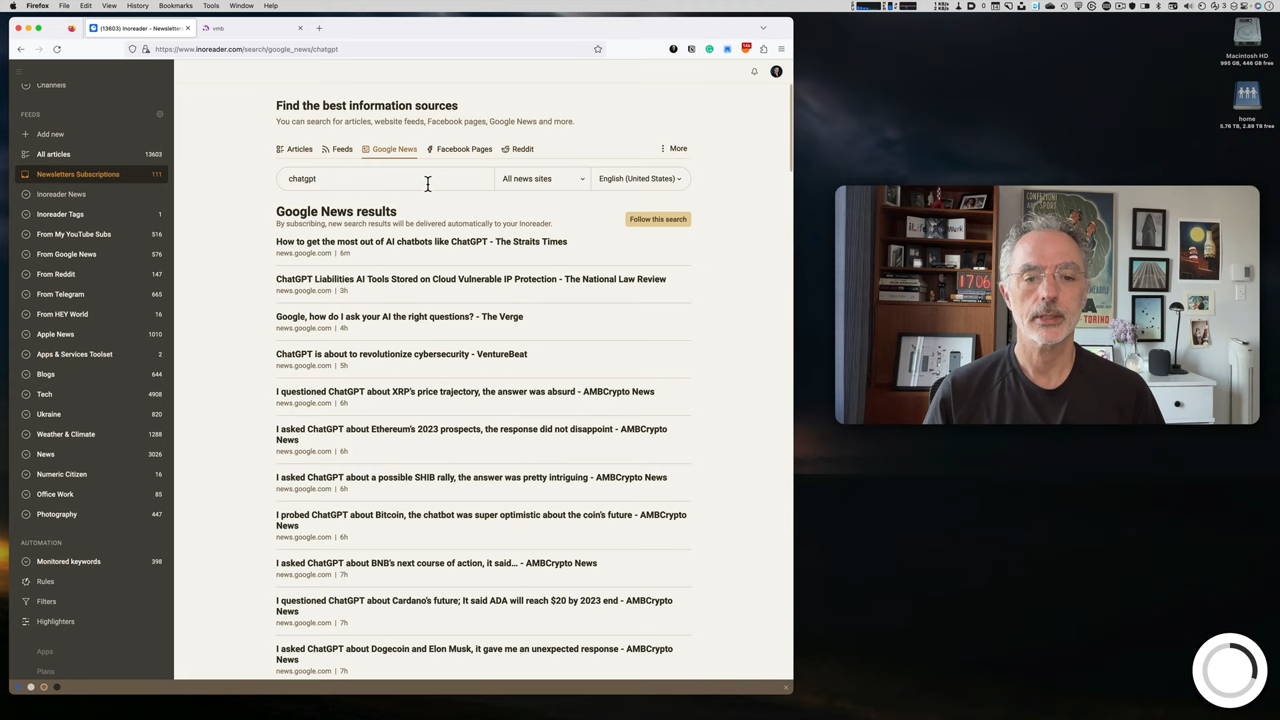 Firefox File Edit View History Bookmarks Tools Window Help
Macintosh HD
995 GB, 446 GB free
home
5.76 TB, 2.89 TB free
(13603) Inoreader - Newsletters
vmb
https://www.inoreader.com/search/google_news/chatgpt
Channels
FEEDS
Add new
All articles 13603
Newsletters Subscriptions 111
Inoreader News
Inoreader Tags 1
From My YouTube Subs 516
From Google News 576
From Reddit 147
From Telegram 665
From HEY World 16
Apple News 1010
Apps & Services Toolset 2
Blogs 644
Tech 4908
Ukraine 820
Weather & Climate 1288
News 3026
Numeric Citizen 16
Office Work 85
Photography 447
AUTOMATION
Monitored keywords 398
Rules
Filters
Highlighters
Apps
Plans
Find the best information sources
You can search for articles, website feeds, Facebook pages, Google News and more.
Articles Feeds Google News Facebook Pages Reddit More
chatgpt All news sites English (United States)
Google News results
By subscribing, new search results will be delivered automatically to your Inoreader.
Follow this search
How to get the most out of AI chatbots like ChatGPT - The Straits Times
news.google.com | 6m
ChatGPT Liabilities AI Tools Stored on Cloud Vulnerable IP Protection - The National Law Review
news.google.com | 3h
Google, how do I ask your AI the right questions? - The Verge
news.google.com | 4h
ChatGPT is about to revolutionize cybersecurity - VentureBeat
news.google.com | 5h
I questioned ChatGPT about XRP's price trajectory, the answer was absurd - AMBCrypto News
news.google.com | 6h
I asked ChatGPT about Ethereum's 2023 prospects, the response did not disappoint - AMBCrypto
News
news.google.com | 6h
I asked ChatGPT about a possible SHIB rally, the answer was pretty intriguing - AMBCrypto News
news.google.com | 6h
I probed ChatGPT about Bitcoin, the chatbot was super optimistic about the coin's future - AMBCrypto
News
news.google.com | 6h
I asked ChatGPT about BNB's next course of action, it said... - AMBCrypto News
news.google.com | 7h
I questioned ChatGPT about Cardano's future; It said ADA will reach $20 by 2023 end - AMBCrypto
News
news.google.com | 7h
I asked ChatGPT about Dogecoin and Elon Musk, it gave me an unexpected response - AMBCrypto
News
news.google.com | 7h
1706
TORINO